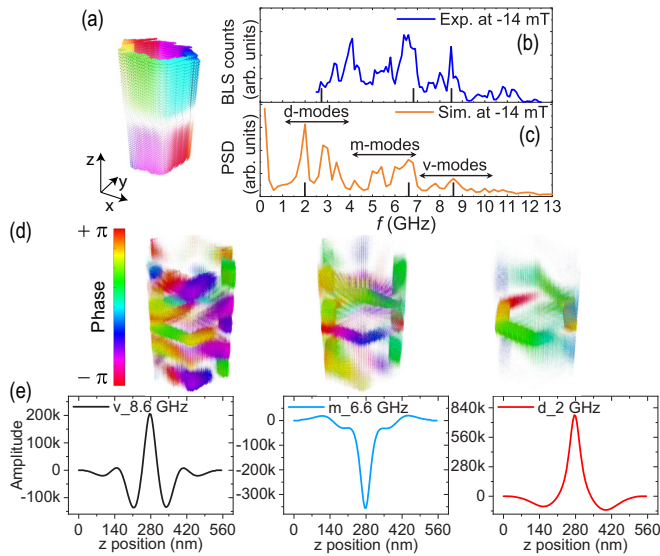 (a)
z
y
x
Exp. at -14 mT
(b)
BLS counts
(arb. units)
Sim. at -14 mT
(c)
d-modes
m-modes
v-modes
PSD
(arb. units)
0 1 2 3 4 5 6 7 8 9 10 11 12 13
f (GHz)
(d)
+ π
Phase
− π
(e)
v_8.6 GHz
200k
100k
0
-100k
Amplitude
0 140 280 420 560
z position (nm)
m_6.6 GHz
0
-100k
-200k
-300k
0 140 280 420 560
z position (nm)
d_2 GHz
840k
630k
420k
210k
0
0 140 280 420 560
z position (nm)